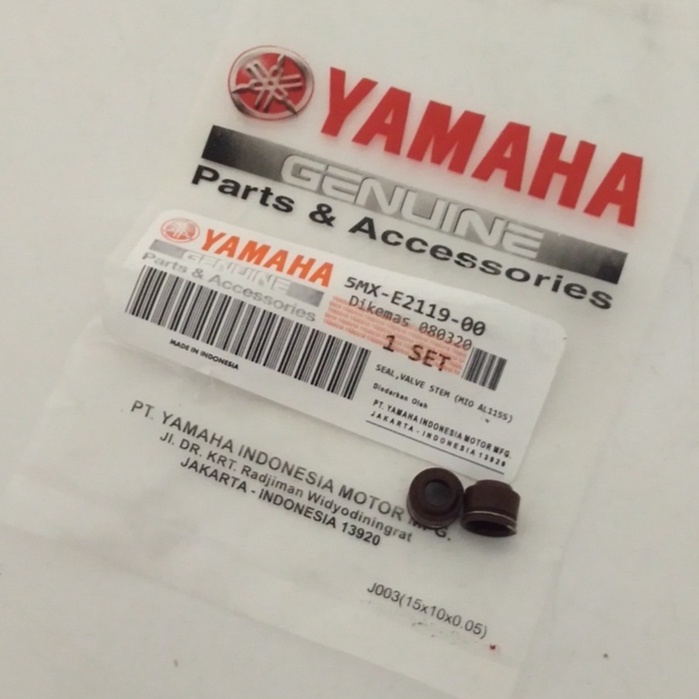 YAMAHA
GENUINE
Parts & Accessories
YAMAHA
GENUINE
Parts & Accessories
5MX-E2119-00
Dikemas 080320
1 SET
MADE IN INDONESIA
SEAL,VALVE STEM (MIO AL115S)
Diedarkan Oleh
PT. YAMAHA INDONESIA MOTOR MFG.
JAKARTA - INDONESIA 13920
PT. YAMAHA INDONESIA MOTOR MFG.
Jl. DR. KRT. Radjiman Widyodiningrat
JAKARTA - INDONESIA 13920
J003(15x10x0.05)